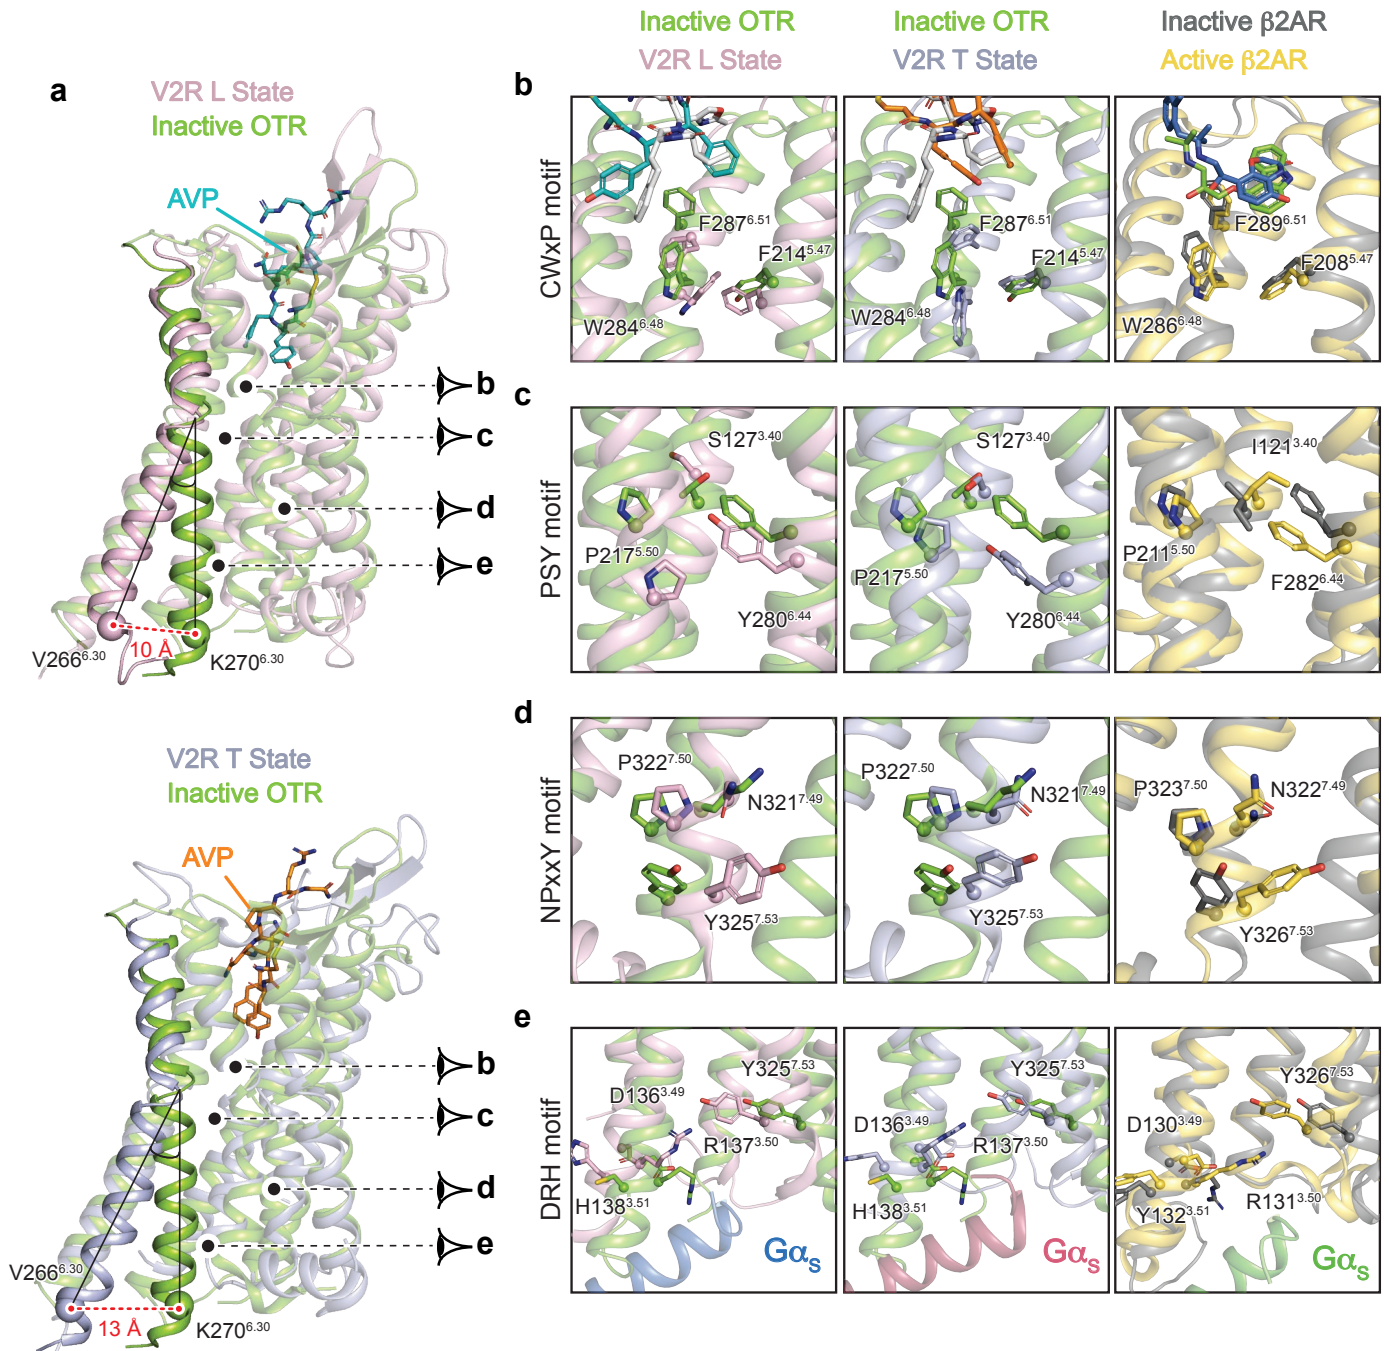 a
V2R L State
Inactive OTR
AVP
b
c
d
e
10 Å
V266^6.30
K270^6.30
V2R T State
Inactive OTR
AVP
b
c
d
e
V266^6.30
13 Å
K270^6.30
Inactive OTR
V2R L State
Inactive OTR
V2R T State
Inactive β2AR
Active β2AR
b
CWxP motif
F287^6.51
F214^5.47
W284^6.48
F287^6.51
F214^5.47
W284^6.48
F289^6.51
F208^5.47
W286^6.48
c
PSY motif
S127^3.40
P217^5.50
Y280^6.44
S127^3.40
P217^5.50
Y280^6.44
I121^3.40
P211^5.50
F282^6.44
d
NPxxY motif
P322^7.50
N321^7.49
Y325^7.53
P322^7.50
N321^7.49
Y325^7.53
P323^7.50
N322^7.49
Y326^7.53
e
DRH motif
Y325^7.53
D136^3.49
R137^3.50
H138^3.51
Gαs
Y325^7.53
D136^3.49
R137^3.50
H138^3.51
Gαs
Y326^7.53
D130^3.49
R131^3.50
Y132^3.51
Gαs